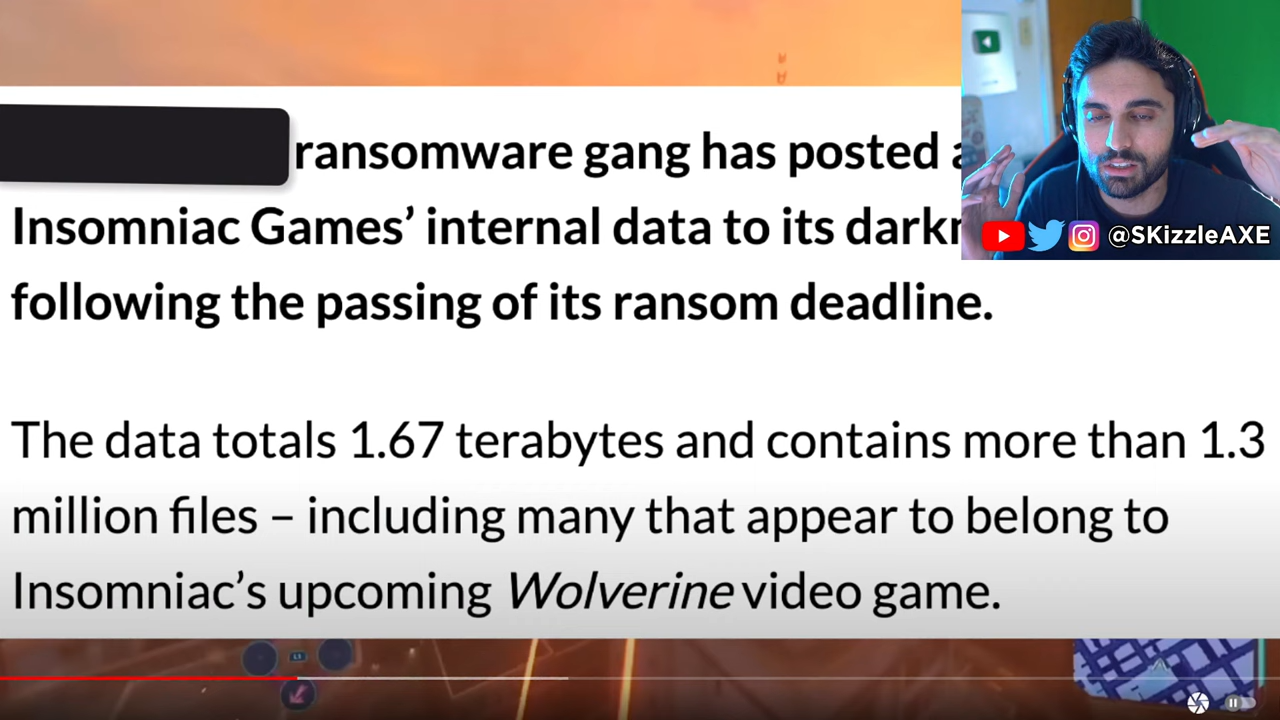 ransomware gang has posted
Insomniac Games’ internal data to its
following the passing of its ransom deadline.
The data totals 1.67 terabytes and contains more than 1.3
million files – including many that appear to belong to
Insomniac’s upcoming Wolverine video game.
@SKizzleAXE
L3